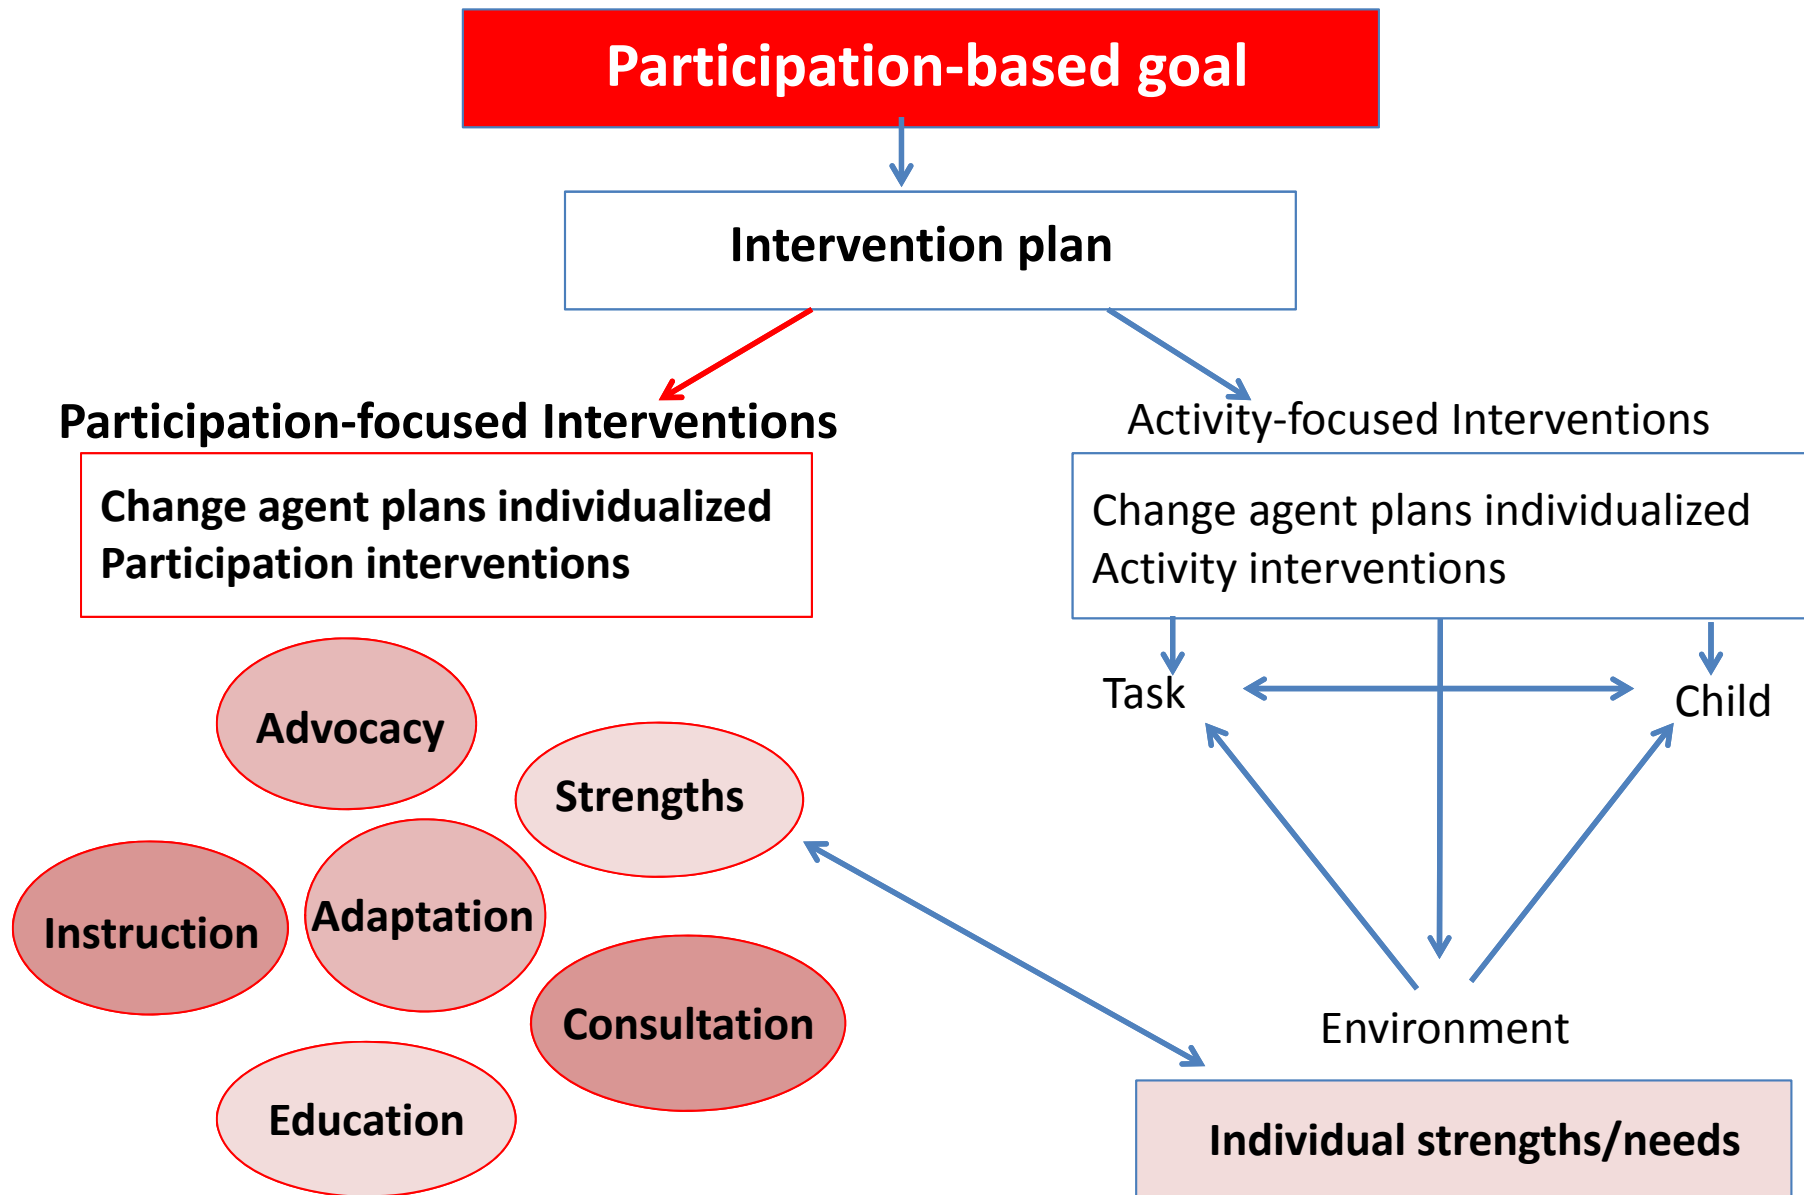 Participation-based goal
Intervention plan
Participation-focused Interventions
Change agent plans individualized
Participation interventions
Advocacy
Strengths
Instruction
Adaptation
Consultation
Education
Activity-focused Interventions
Change agent plans individualized
Activity interventions
Task
Child
Environment
Individual strengths/needs